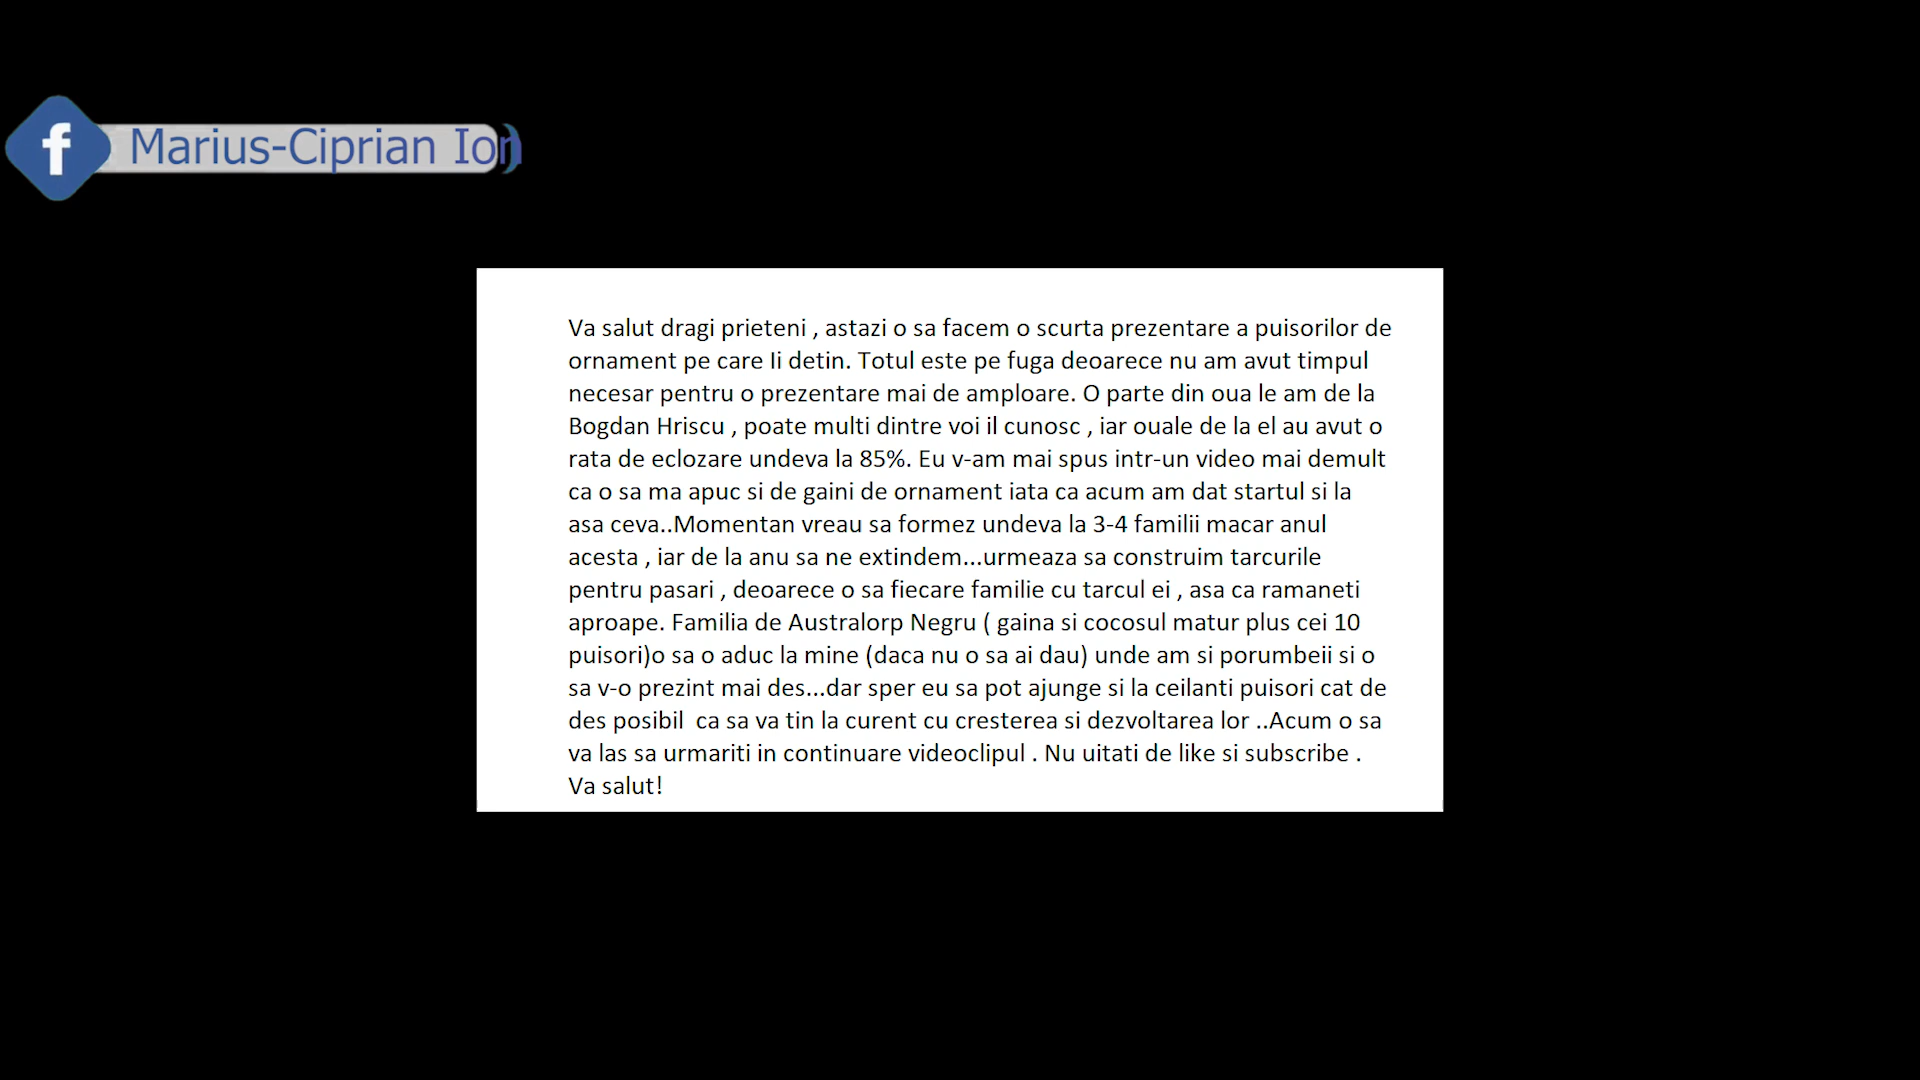 f
Marius-Ciprian Ion
Va salut dragi prieteni , astazi o sa facem o scurta prezentare a puisorilor de
ornament pe care Ii detin. Totul este pe fuga deoarece nu am avut timpul
necesar pentru o prezentare mai de amploare. O parte din oua le am de la
Bogdan Hriscu , poate multi dintre voi il cunosc , iar ouale de la el au avut o
rata de eclozare undeva la 85%. Eu v-am mai spus intr-un video mai demult
ca o sa ma apuc si de gaini de ornament iata ca acum am dat startul si la
asa ceva..Momentan vreau sa formez undeva la 3-4 familii macar anul
acesta , iar de la anu sa ne extindem...urmeaza sa construim tarcurile
pentru pasari , deoarece o sa fiecare familie cu tarcul ei , asa ca ramaneti
aproape. Familia de Australorp Negru ( gaina si cocosul matur plus cei 10
puisori)o sa o aduc la mine (daca nu o sa ai dau) unde am si porumbeii si o
sa v-o prezint mai des...dar sper eu sa pot ajunge si la ceilanti puisori cat de
des posibil  ca sa va tin la curent cu cresterea si dezvoltarea lor ..Acum o sa
va las sa urmariti in continuare videoclipul . Nu uitati de like si subscribe .
Va salut!